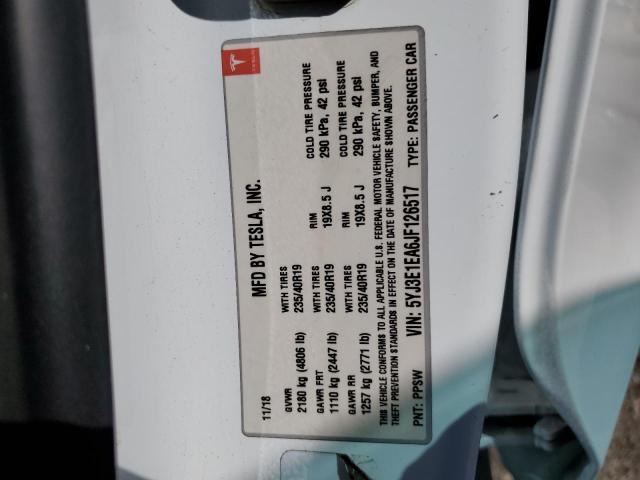 MFD BY TESLA, INC.
11/18
GVWR WITH TIRES RIM COLD TIRE PRESSURE
2180 kg (4806 lb) 235/40R19 19X8.5 J 290 kPa, 42 psi
GAWR FRT WITH TIRES RIM COLD TIRE PRESSURE
1110 kg (2447 lb) 235/40R19 19X8.5 J 290 kPa, 42 psi
GAWR RR WITH TIRES
1257 kg (2771 lb) 235/40R19
THIS VEHICLE CONFORMS TO ALL APPLICABLE U.S. FEDERAL MOTOR VEHICLE SAFETY, BUMPER, AND
THEFT PREVENTION STANDARDS IN EFFECT ON THE DATE OF MANUFACTURE SHOWN ABOVE.
PNT: PPSW VIN: 5YJ3E1EA6JF126517 TYPE: PASSENGER CAR